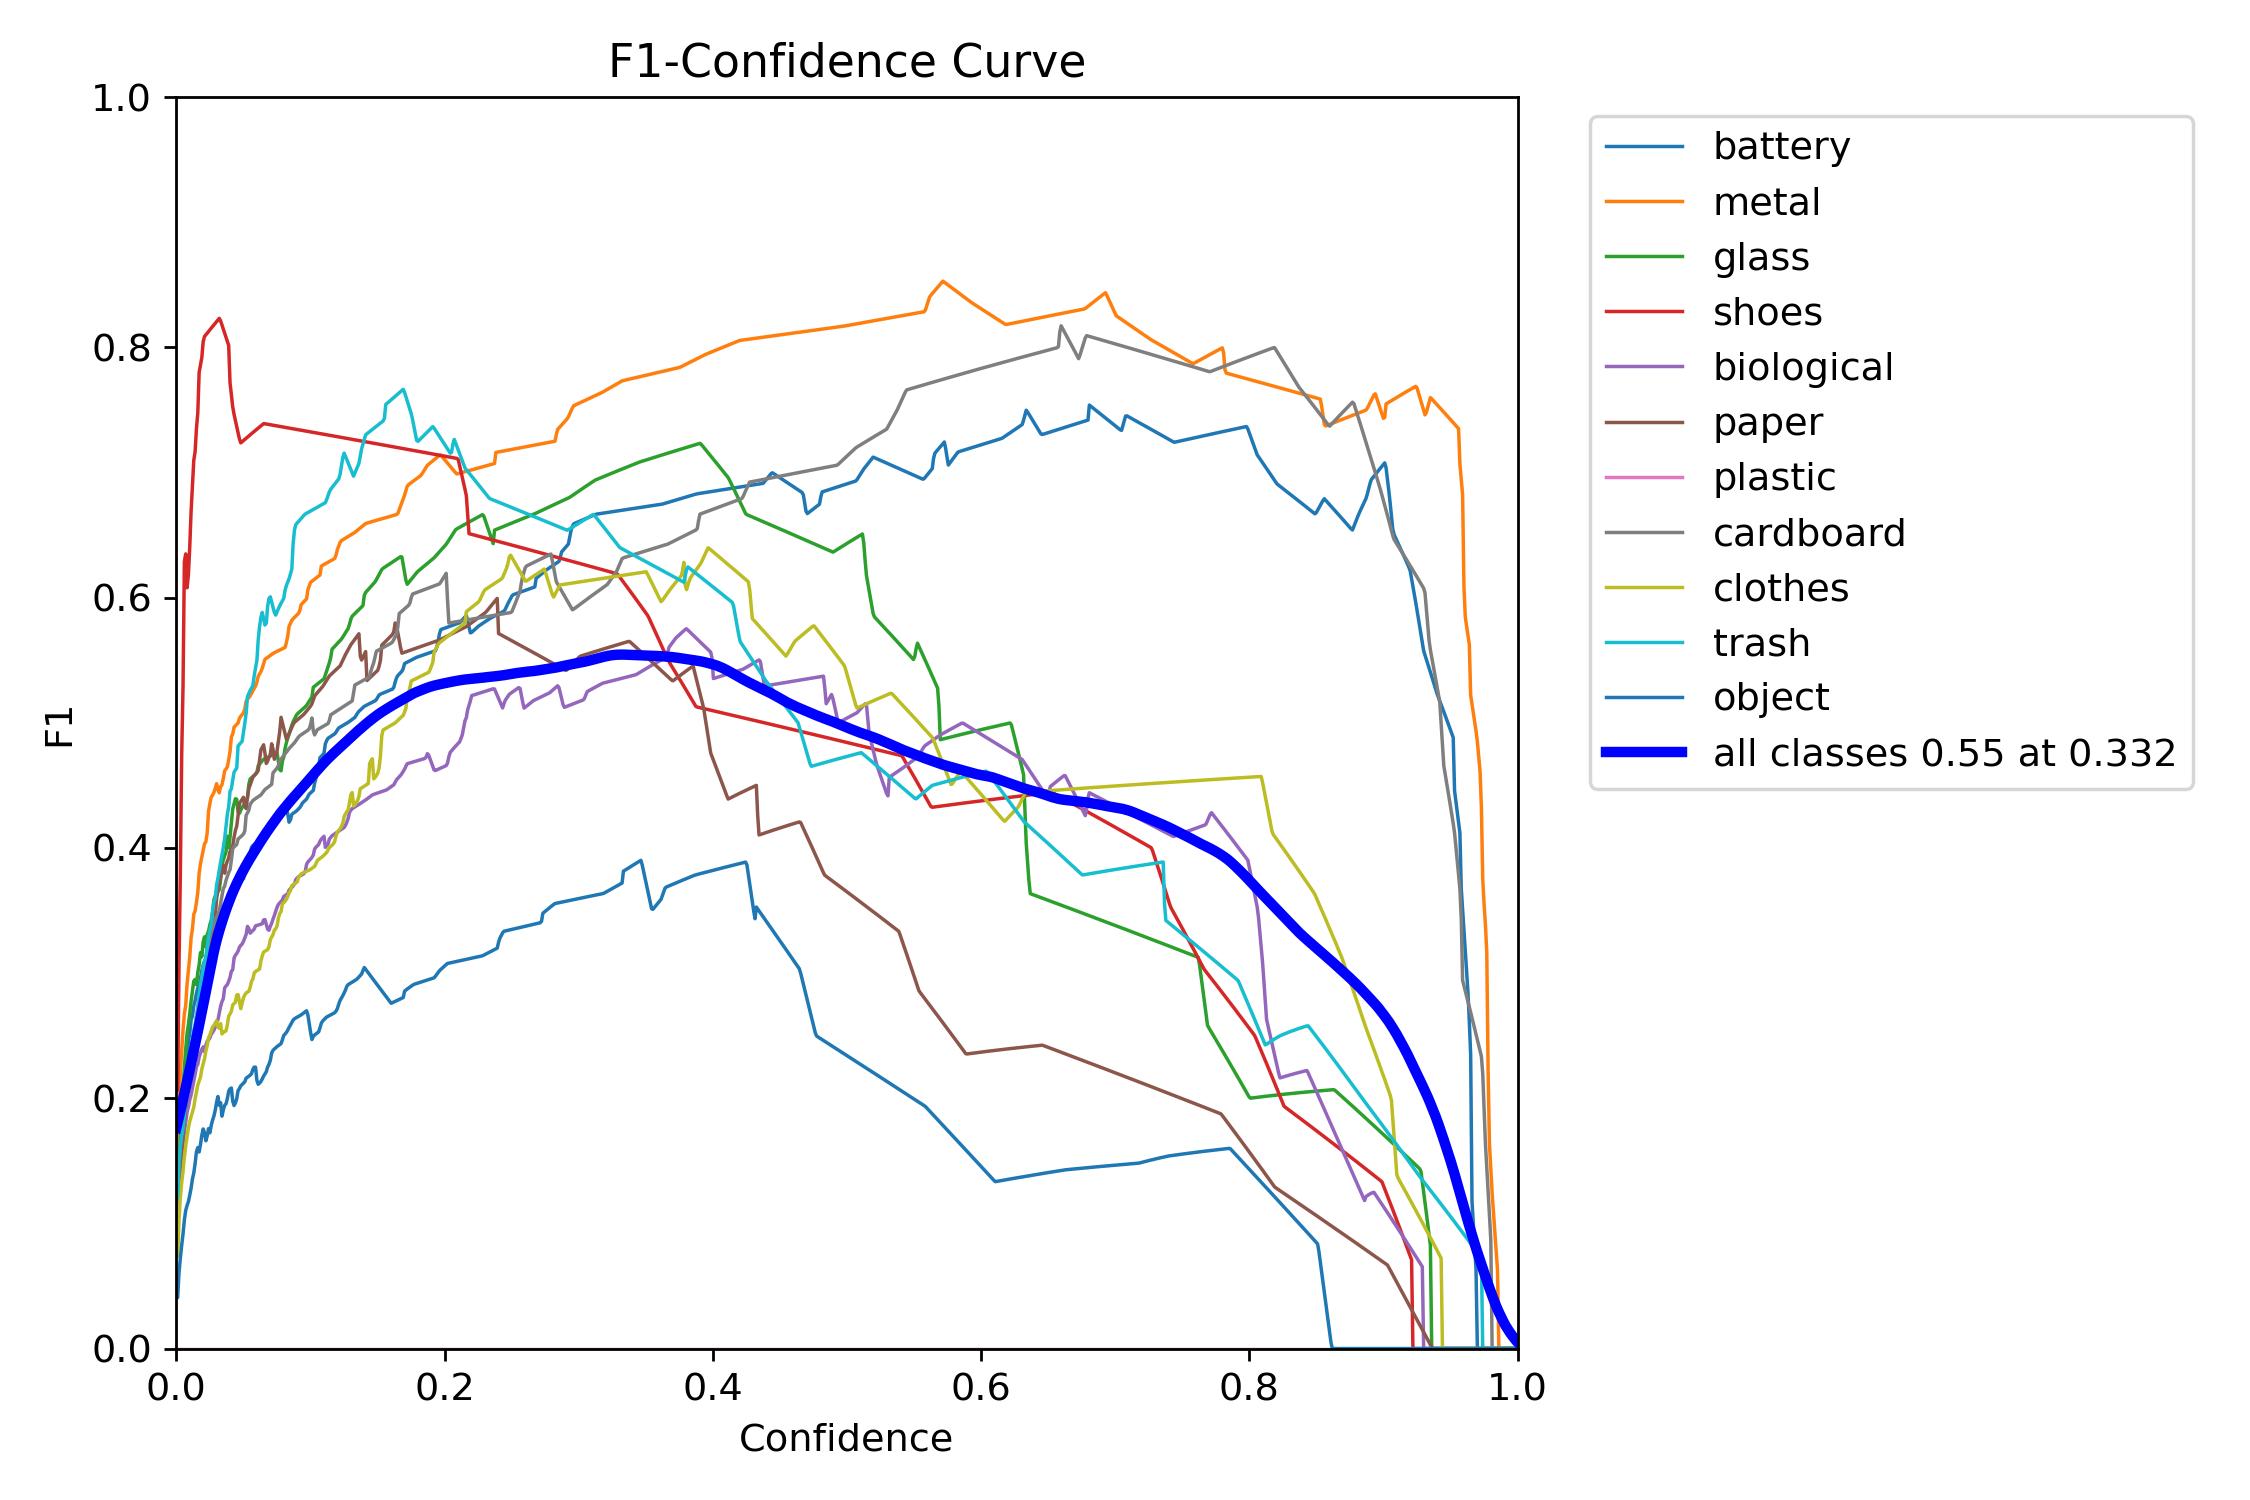 F1-Confidence Curve
1.0
0.8
0.6
0.4
0.2
0.0
F1
0.0 0.2 0.4 0.6 0.8 1.0
Confidence
battery
metal
glass
shoes
biological
paper
plastic
cardboard
clothes
trash
object
all classes 0.55 at 0.332